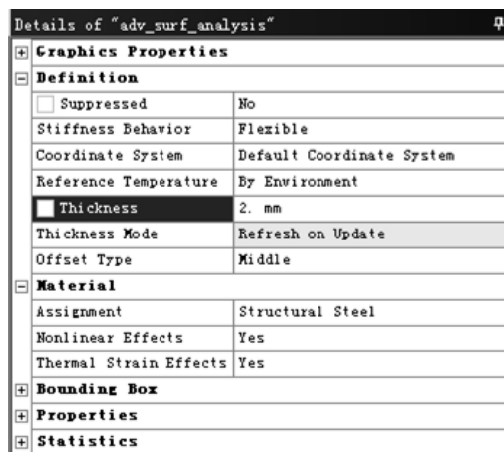 Details of "adv_surf_analysis"
Graphics Properties
Definition
Suppressed No
Stiffness Behavior Flexible
Coordinate System Default Coordinate System
Reference Temperature By Environment
Thickness 2. mm
Thickness Mode Refresh on Update
Offset Type Middle
Material
Assignment Structural Steel
Nonlinear Effects Yes
Thermal Strain Effects Yes
Bounding Box
Properties
Statistics